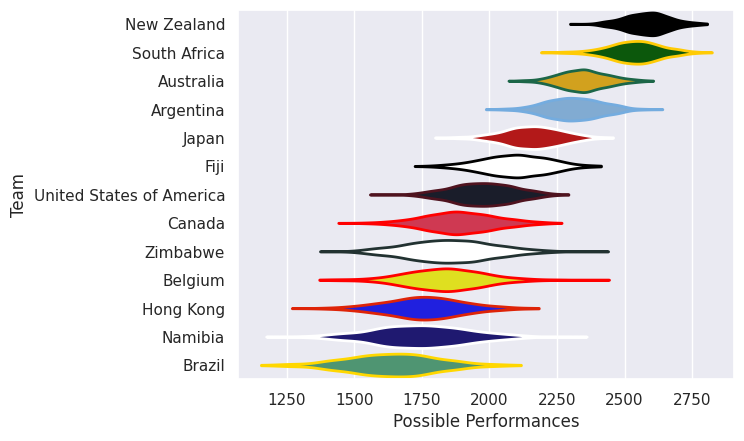 New Zealand
South Africa
Australia
Argentina
Japan
Fiji
United States of America
Canada
Zimbabwe
Belgium
Hong Kong
Namibia
Brazil
Team
1250 1500 1750 2000 2250 2500 2750
Possible Performances